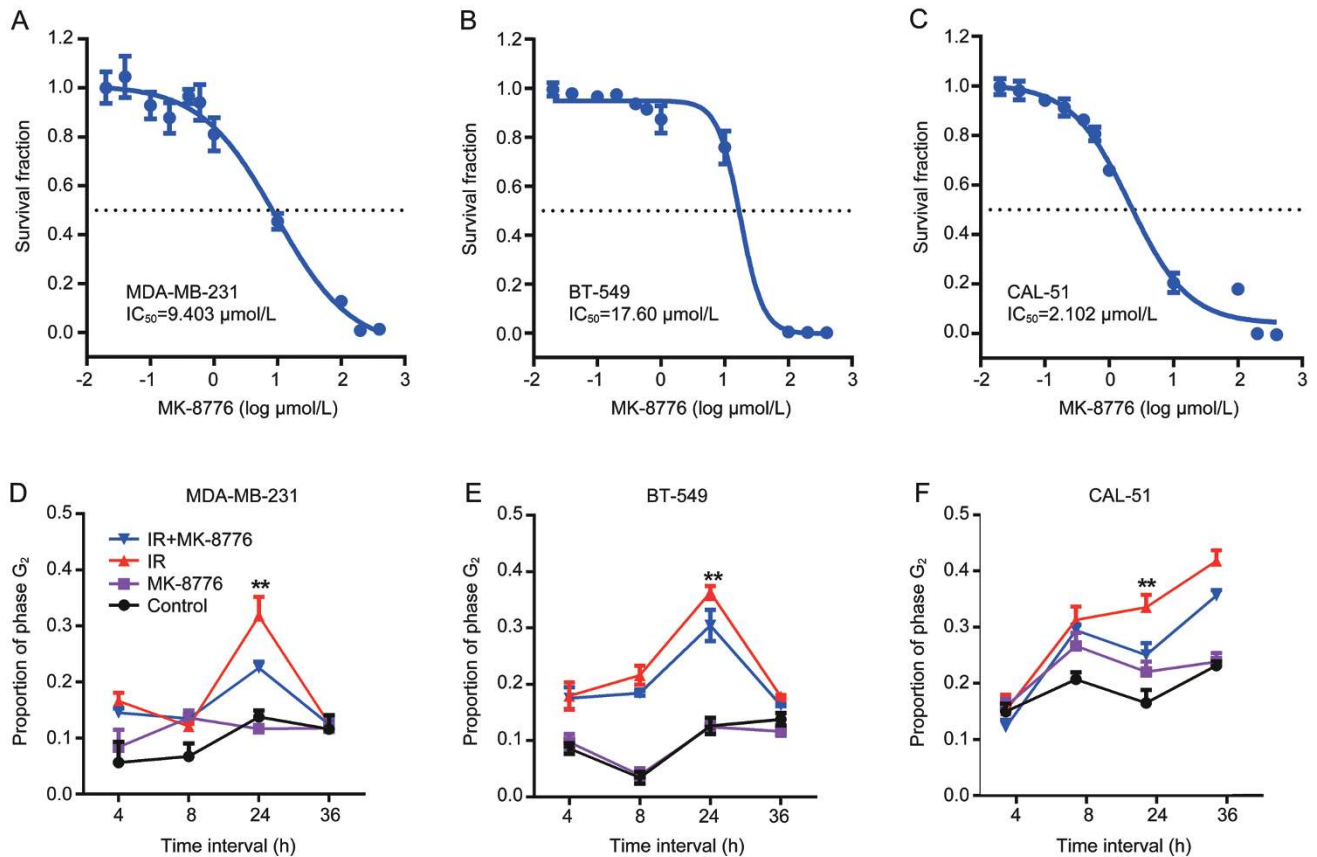 A
1.2
1.0
0.8
0.6
0.4
0.2
0.0
Survival fraction
MDA-MB-231
IC₅₀=9.403 μmol/L
-2 -1 0 1 2 3
MK-8776 (log μmol/L)
B
1.2
1.0
0.8
0.6
0.4
0.2
0.0
Survival fraction
BT-549
IC₅₀=17.60 μmol/L
-2 -1 0 1 2 3
MK-8776 (log μmol/L)
C
1.2
1.0
0.8
0.6
0.4
0.2
0.0
Survival fraction
CAL-51
IC₅₀=2.102 μmol/L
-2 -1 0 1 2 3
MK-8776 (log μmol/L)
D
MDA-MB-231
0.5
0.4
0.3
0.2
0.1
0.0
Proportion of phase G₂
IR+MK-8776
IR
MK-8776
Control
**
4 8 24 36
Time interval (h)
E
BT-549
0.5
0.4
0.3
0.2
0.1
0.0
Proportion of phase G₂
**
4 8 24 36
Time interval (h)
F
CAL-51
0.5
0.4
0.3
0.2
0.1
0.0
Proportion of phase G₂
**
4 8 24 36
Time interval (h)